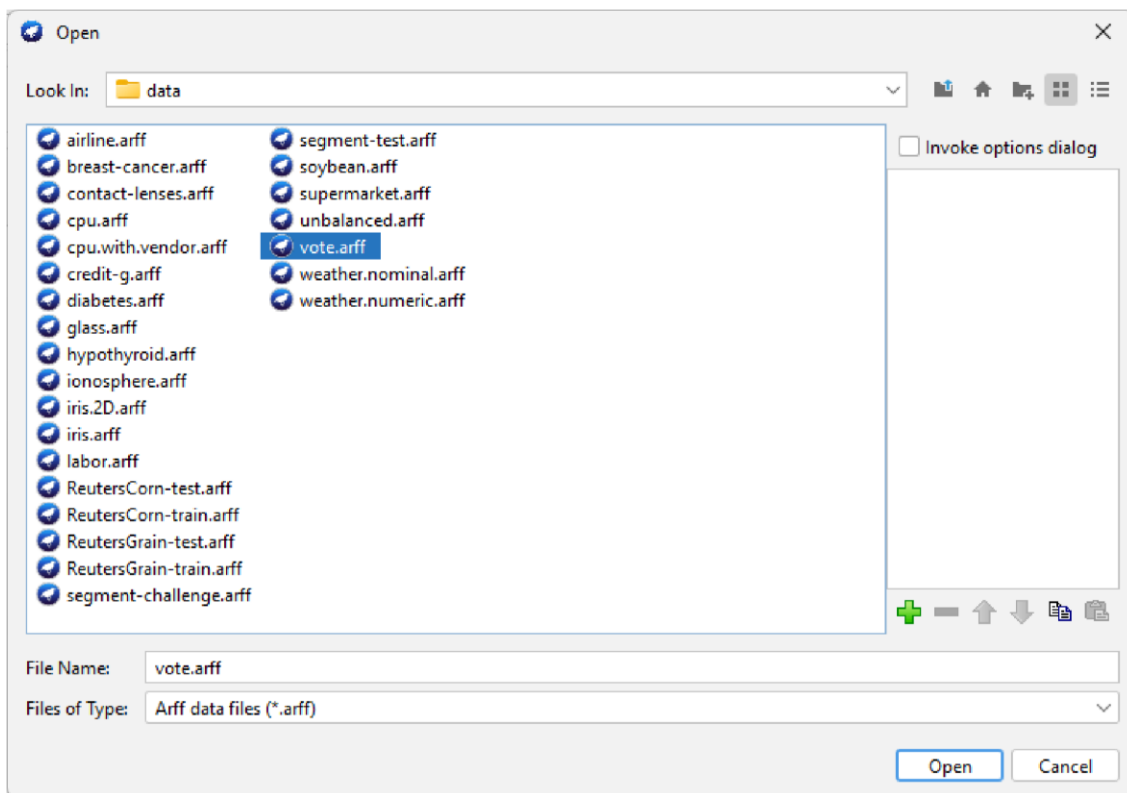 Open
Look In: data
airline.arff
breast-cancer.arff
contact-lenses.arff
cpu.arff
cpu.with.vendor.arff
credit-g.arff
diabetes.arff
glass.arff
hypothyroid.arff
ionosphere.arff
iris.2D.arff
iris.arff
labor.arff
ReutersCorn-test.arff
ReutersCorn-train.arff
ReutersGrain-test.arff
ReutersGrain-train.arff
segment-challenge.arff
segment-test.arff
soybean.arff
supermarket.arff
unbalanced.arff
vote.arff
weather.nominal.arff
weather.numeric.arff
Invoke options dialog
File Name: vote.arff
Files of Type: Arff data files (*.arff)
Open Cancel